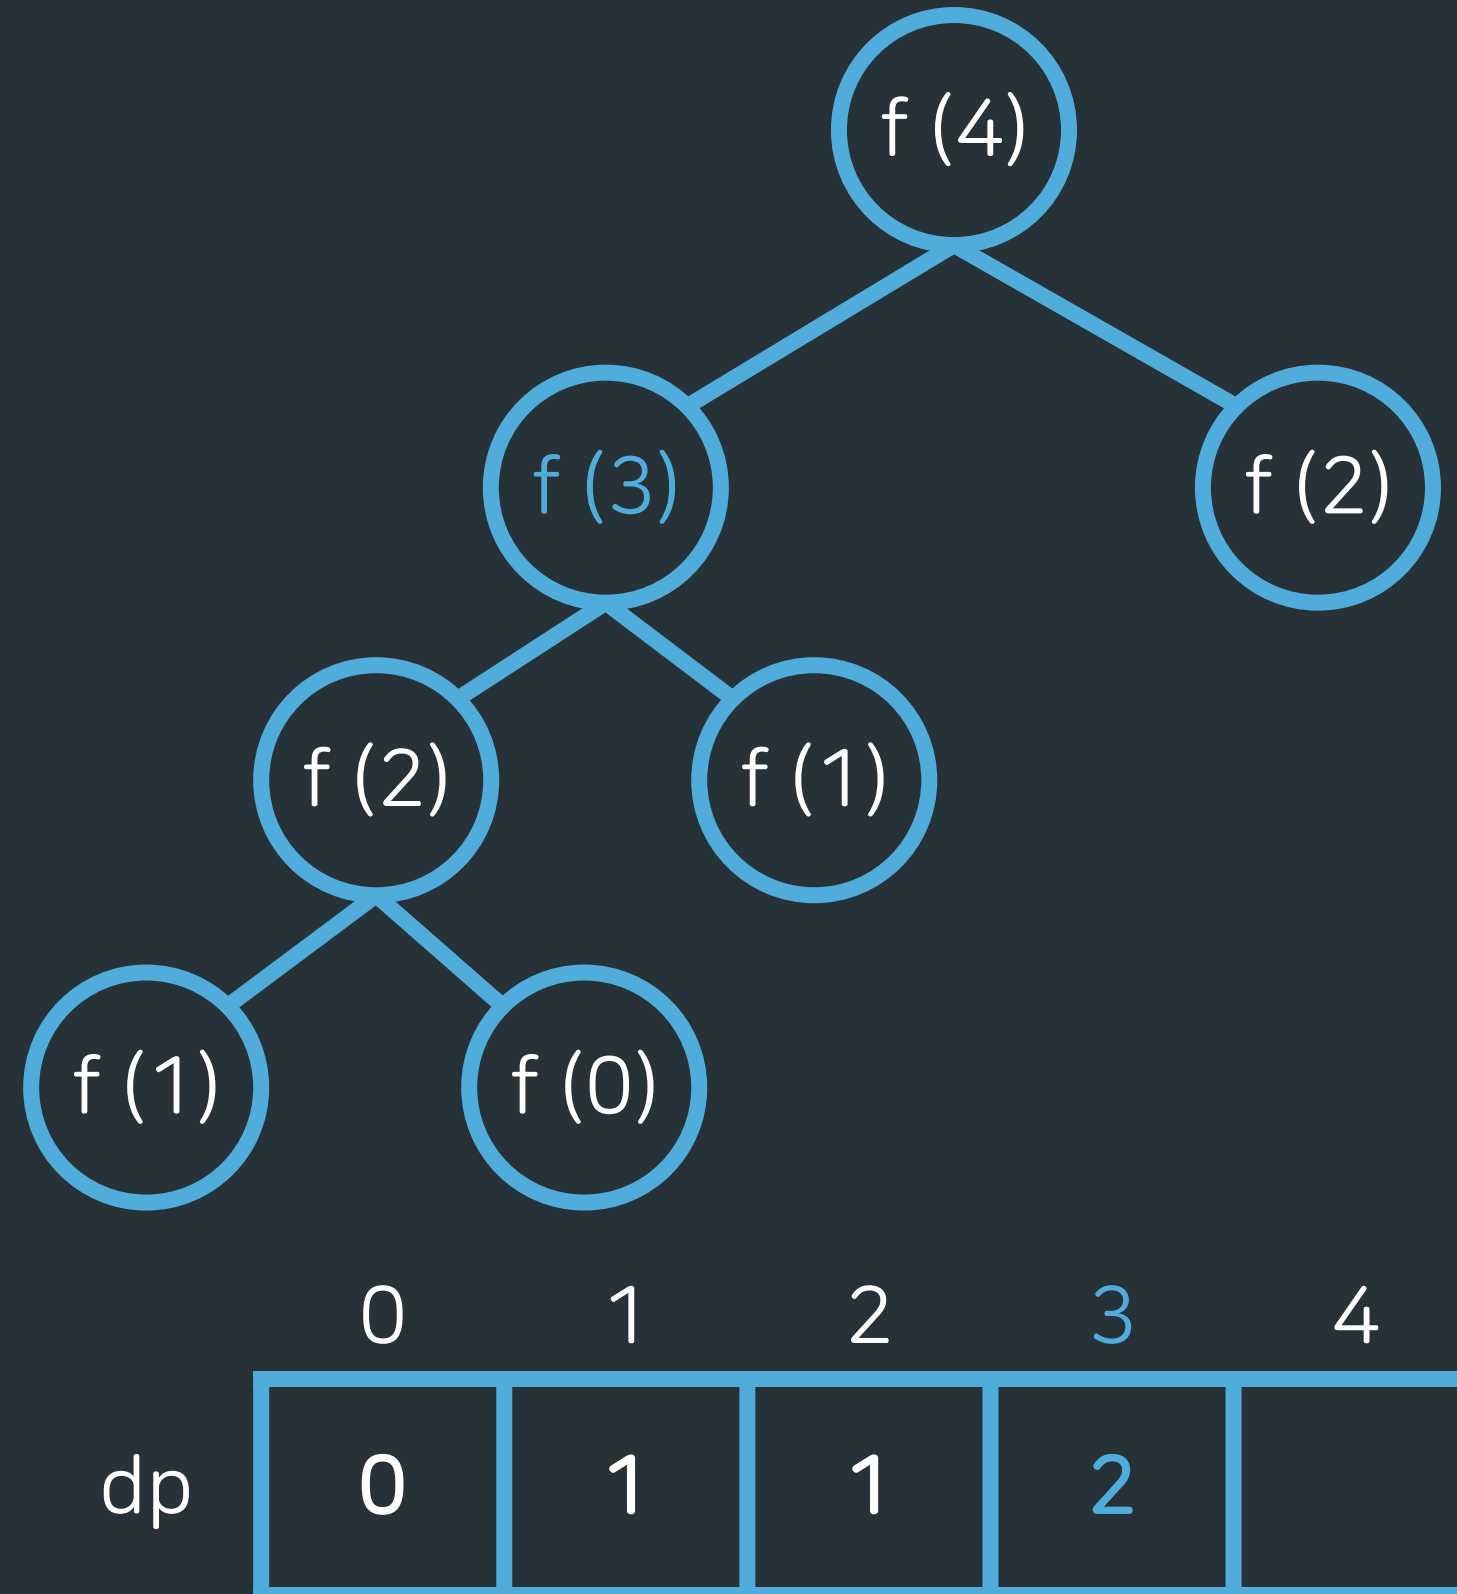 f (4)
f (3) f (2)
f (2) f (1)
f (1) f (0)
0 1 2 3 4
dp 0 1 1 2